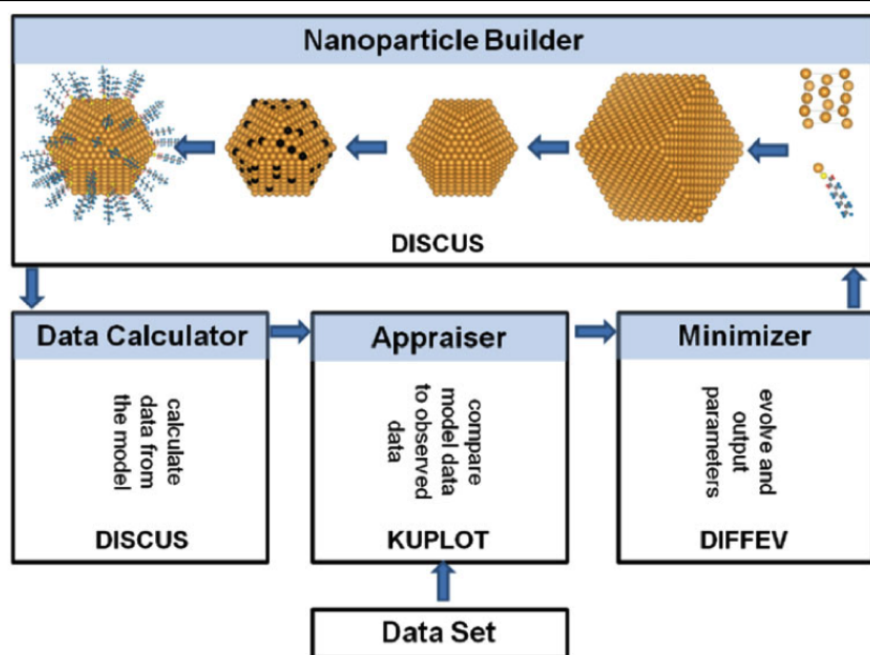 Nanoparticle Builder
DISCUS
Data Calculator
calculate
data from
the model
DISCUS
Appraiser
compare
model data
to observed
data
KUPLOT
Minimizer
evolve and
output
parameters
DIFFEV
Data Set